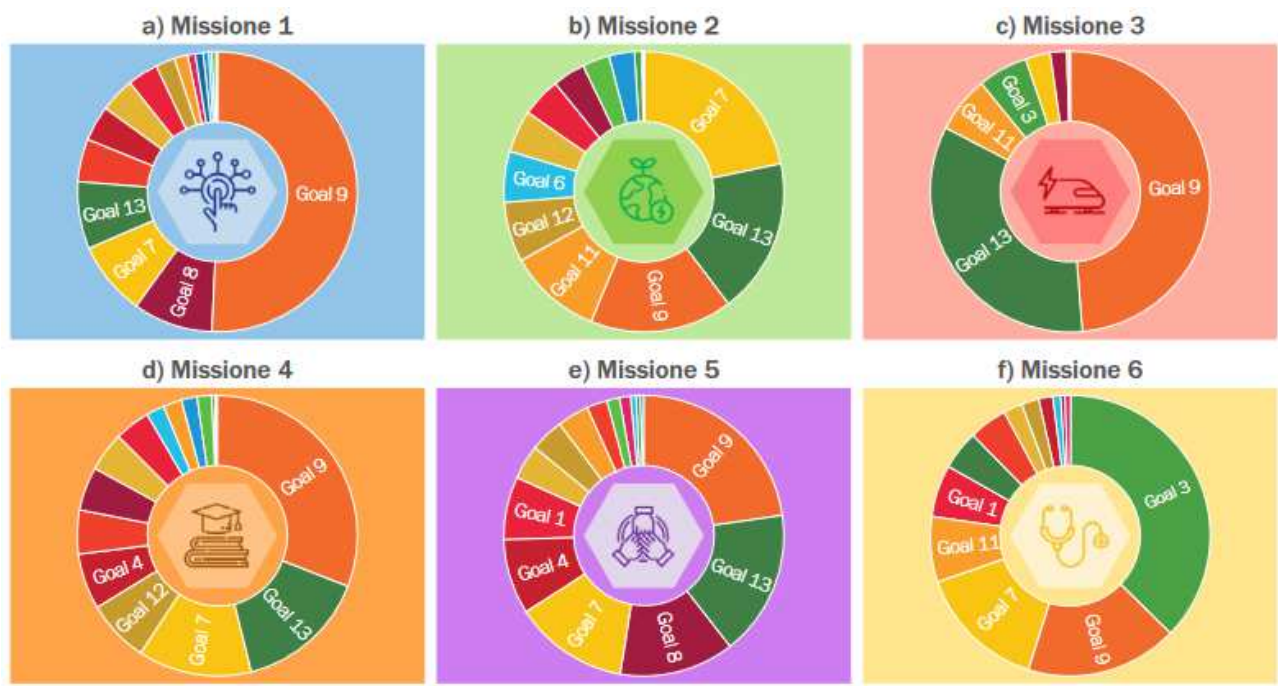 a) Missione 1
Goal 9
Goal 8
Goal 7
Goal 13
b) Missione 2
Goal 7
Goal 13
Goal 9
Goal 11
Goal 12
Goal 6
c) Missione 3
Goal 9
Goal 13
Goal 11
Goal 3
d) Missione 4
Goal 9
Goal 13
Goal 7
Goal 12
Goal 4
e) Missione 5
Goal 9
Goal 13
Goal 8
Goal 7
Goal 4
Goal 1
f) Missione 6
Goal 3
Goal 9
Goal 7
Goal 11
Goal 1